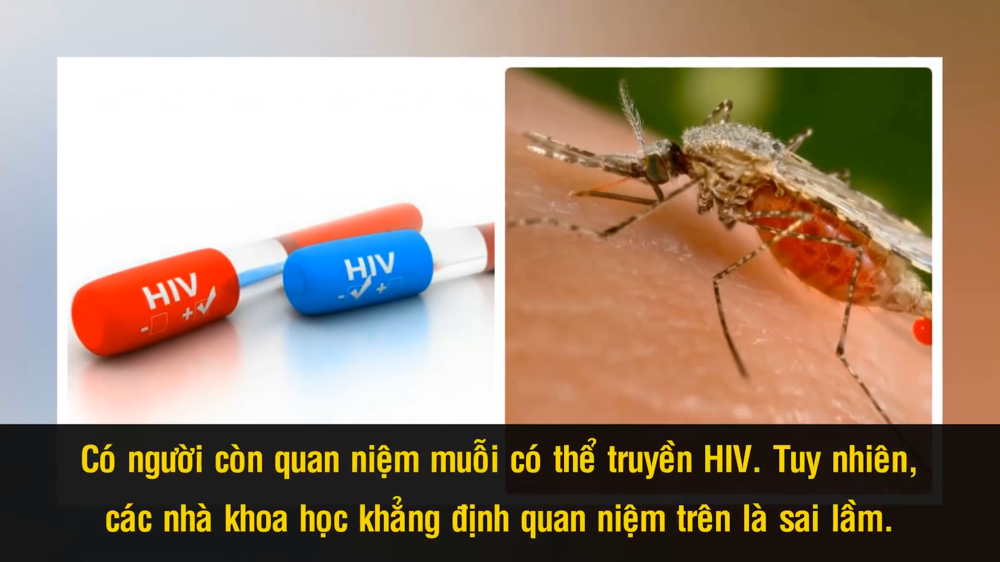 HIV
- +
HIV
- +
Có người còn quan niệm muỗi có thể truyền HIV. Tuy nhiên,
các nhà khoa học khẳng định quan niệm trên là sai lầm.